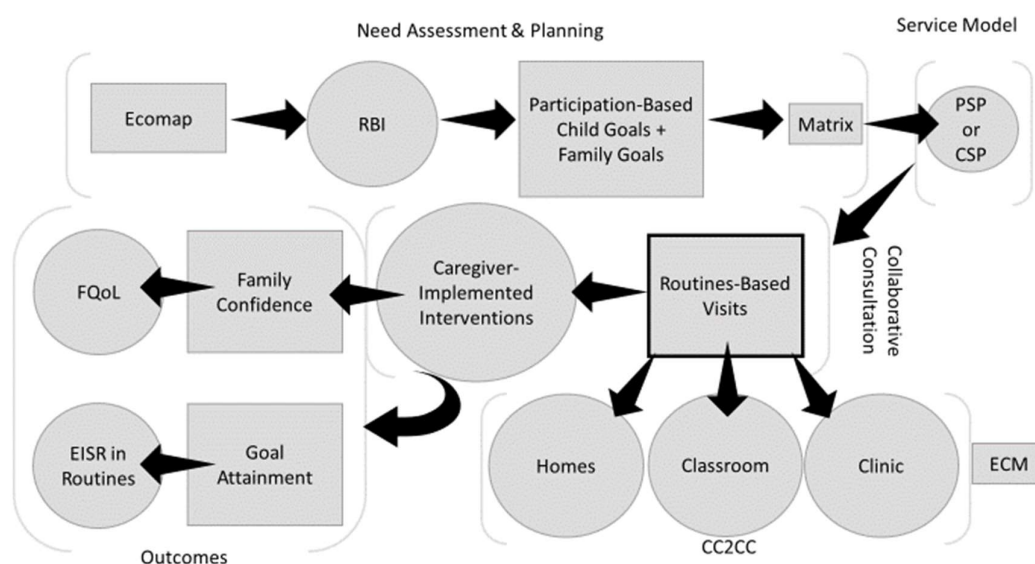 Need Assessment & Planning
Service Model
Ecomap
RBI
Participation-Based
Child Goals +
Family Goals
Matrix
PSP
or
CSP
Collaborative
Consultation
FQoL
Family
Confidence
Caregiver-
Implemented
Interventions
Routines-Based
Visits
EISR in
Routines
Goal
Attainment
Homes
Classroom
Clinic
ECM
CC2CC
Outcomes